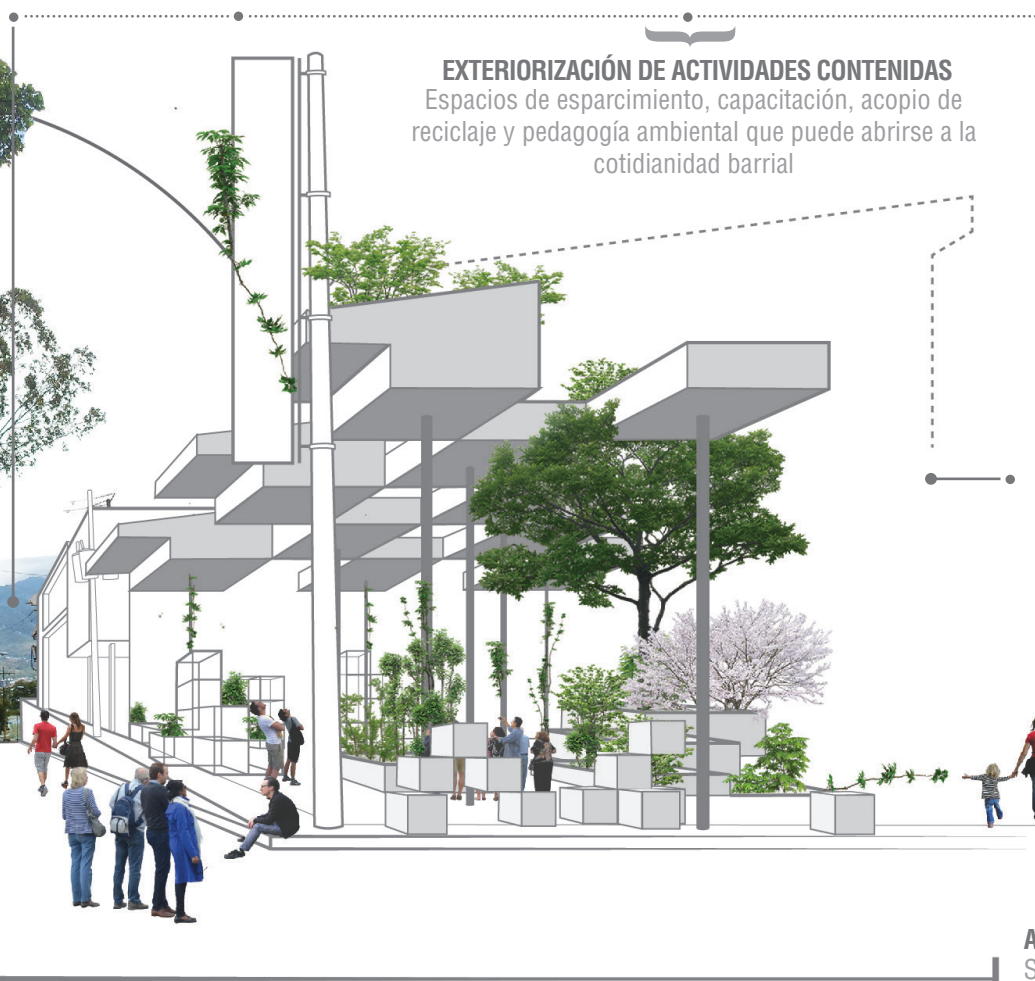 EXTERIORIZACIÓN DE ACTIVIDADES CONTENIDAS
Espacios de esparcimiento, capacitación, acopio de
reciclaje y pedagogía ambiental que puede abrirse a la
cotidianidad barrial
A
S